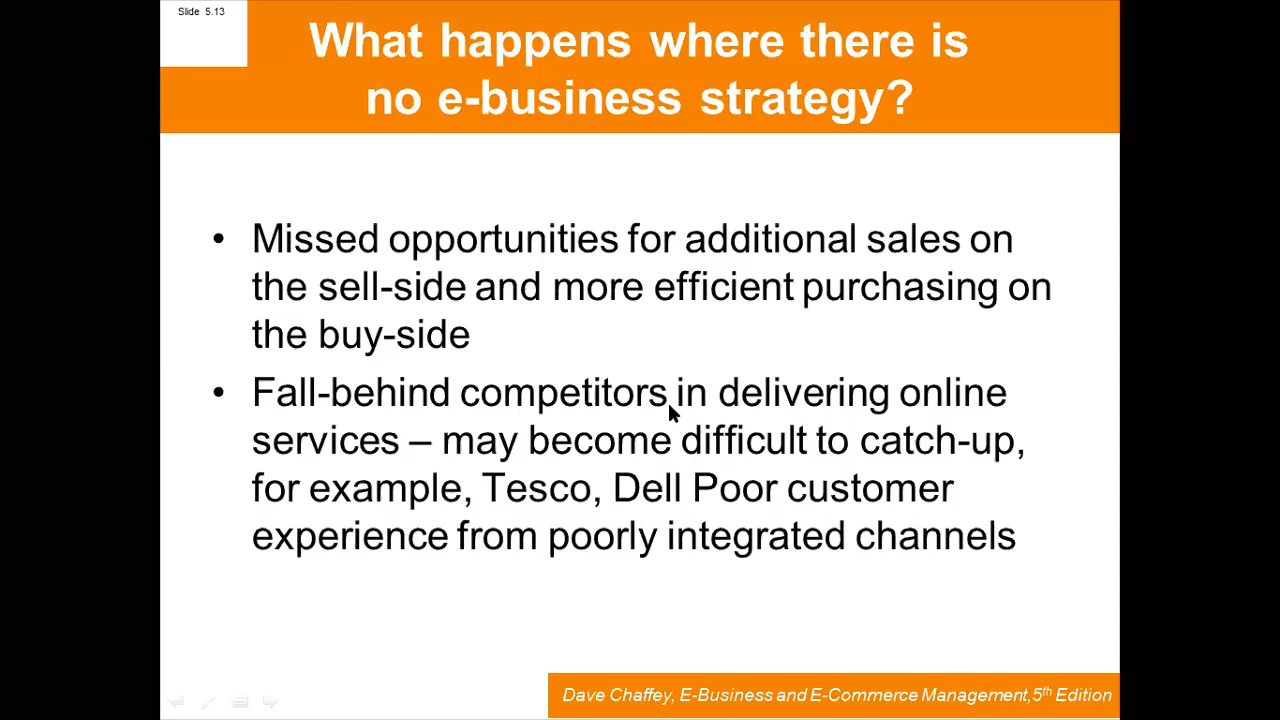 Slide 5.13
What happens where there is
no e-business strategy?
• Missed opportunities for additional sales on
the sell-side and more efficient purchasing on
the buy-side
• Fall-behind competitors in delivering online
services – may become difficult to catch-up,
for example, Tesco, Dell Poor customer
experience from poorly integrated channels
Dave Chaffey, E-Business and E-Commerce Management,5th Edition